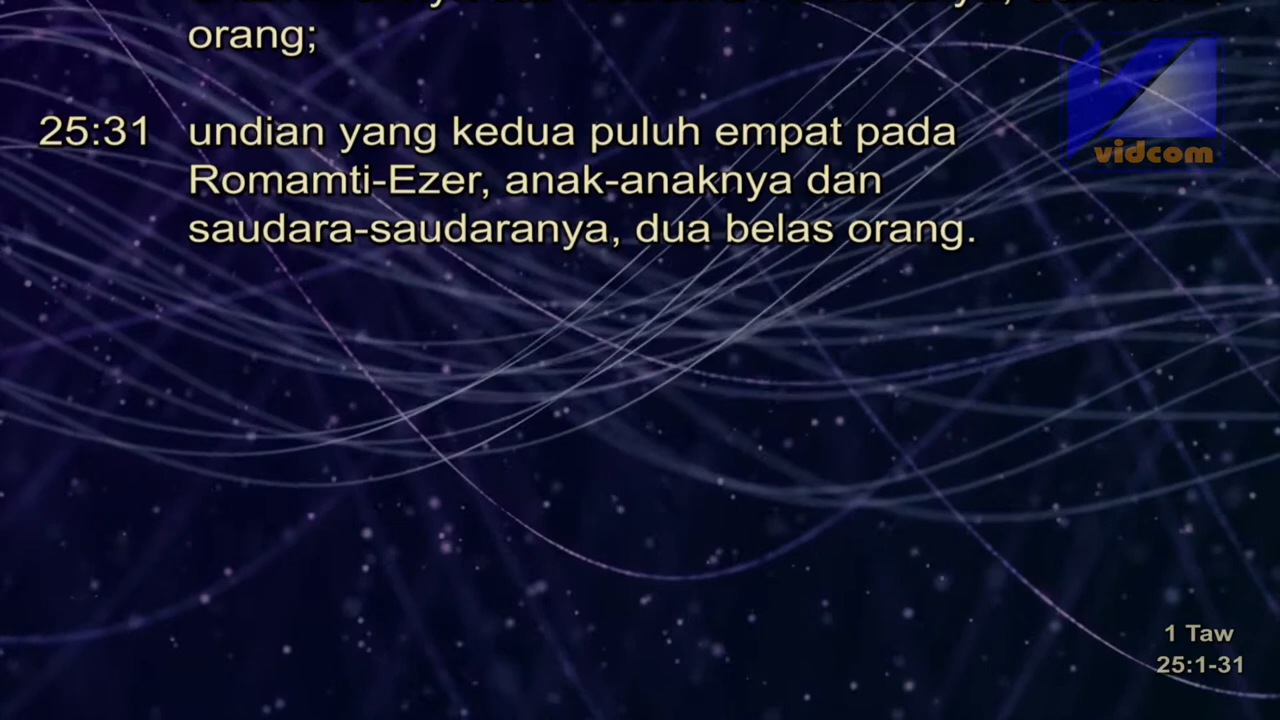 orang;
25:31 undian yang kedua puluh empat pada
Romamti-Ezer, anak-anaknya dan
saudara-saudaranya, dua belas orang.
vidcom
1 Taw
25:1-31